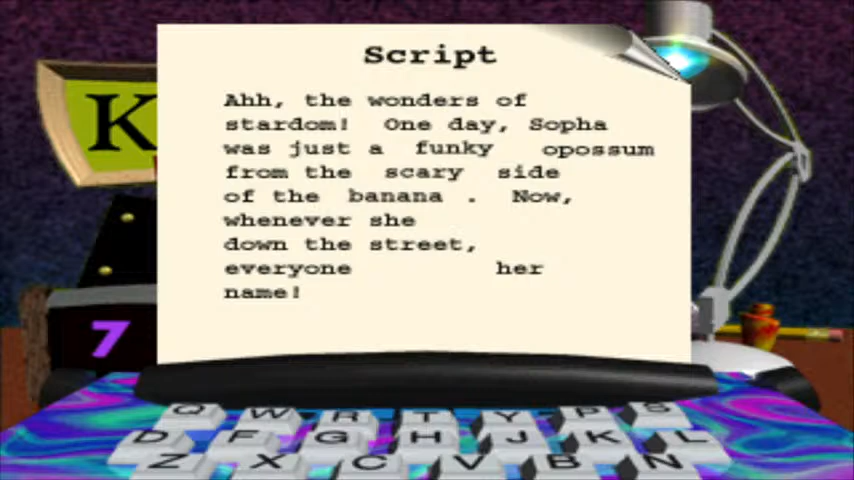 Script
Ahh, the wonders of
stardom! One day, Sopha
was just a funky opossum
from the scary side
of the banana . Now,
whenever she
down the street,
everyone her
name!
K
7
Q W R T Y P S
D F G H J K L
Z X C V B N